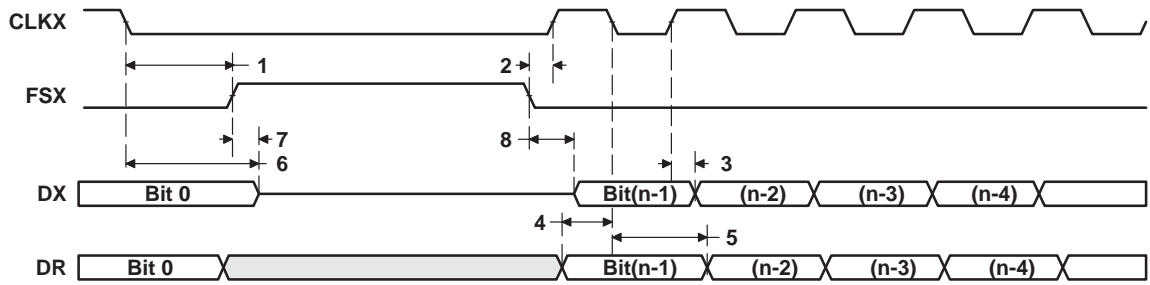 CLKX
1
2
FSX
7
8
6
3
DX
Bit 0
Bit(n-1)
(n-2)
(n-3)
(n-4)
4
5
DR
Bit 0
Bit(n-1)
(n-2)
(n-3)
(n-4)